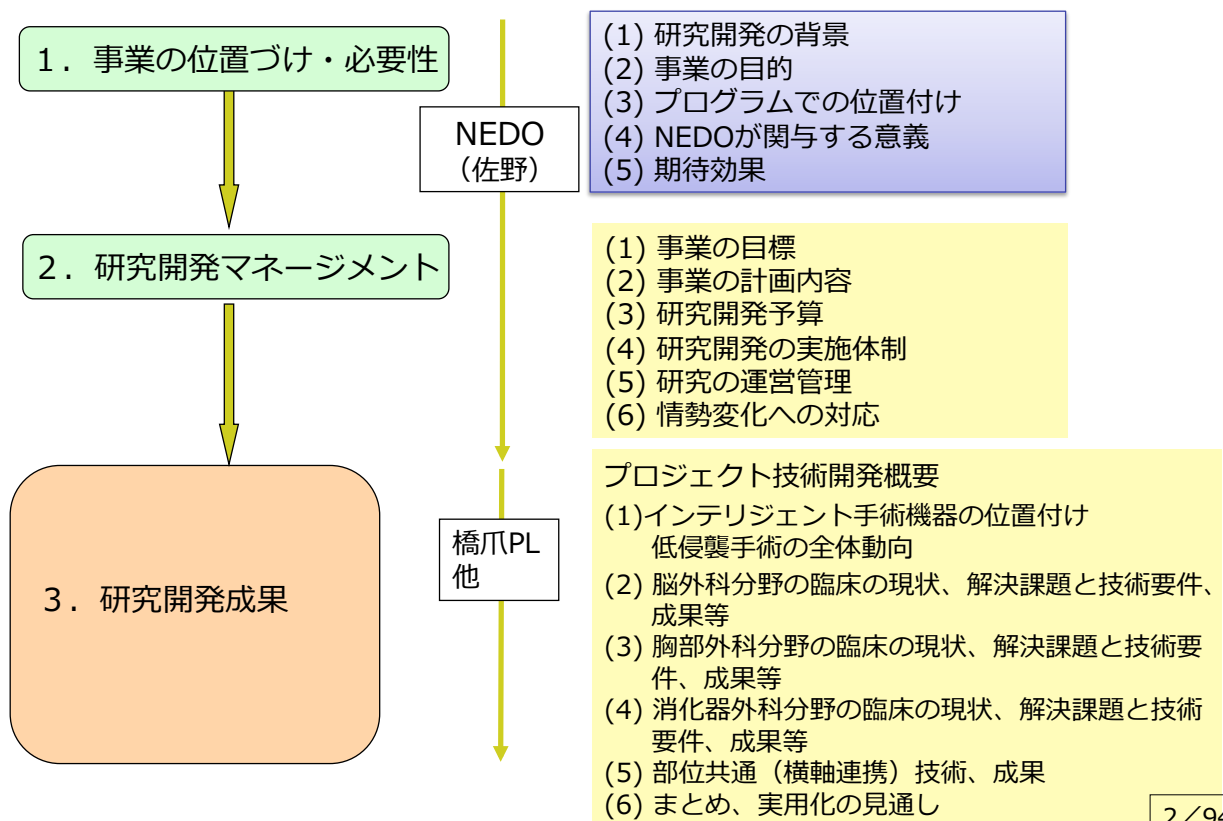 1．事業の位置づけ・必要性
NEDO
（佐野）
(1) 研究開発の背景
(2) 事業の目的
(3) プログラムでの位置付け
(4) NEDOが関与する意義
(5) 期待効果
2．研究開発マネージメント
(1) 事業の目標
(2) 事業の計画内容
(3) 研究開発予算
(4) 研究開発の実施体制
(5) 研究の運営管理
(6) 情勢変化への対応
3．研究開発成果
橋爪PL
他
プロジェクト技術開発概要
(1)インテリジェント手術機器の位置付け
低侵襲手術の全体動向
(2) 脳外科分野の臨床の現状、解決課題と技術要件、
成果等
(3) 胸部外科分野の臨床の現状、解決課題と技術要
件、成果等
(4) 消化器外科分野の臨床の現状、解決課題と技術
要件、成果等
(5) 部位共通（横軸連携）技術、成果
(6) まとめ、実用化の見通し
2／94